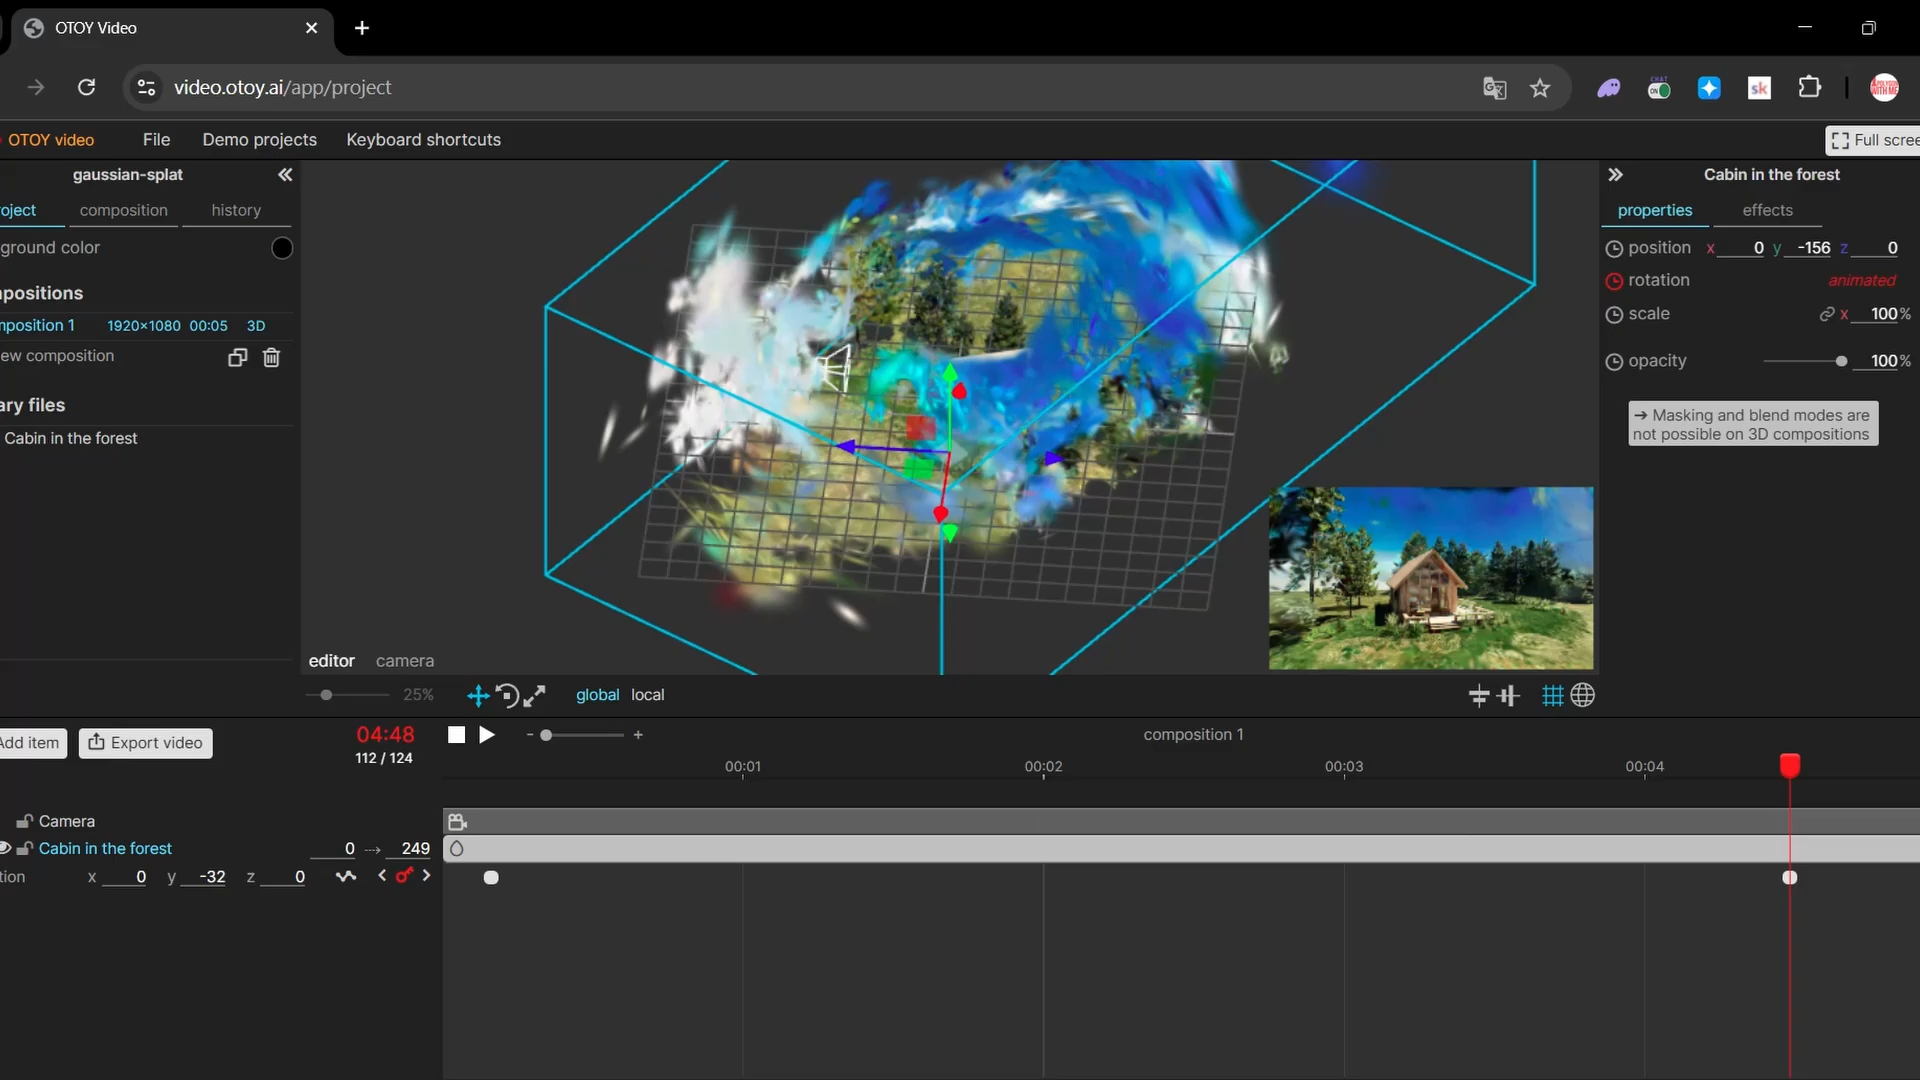 OTOY Video
video.otoy.ai/app/project
CHAT
ON
sk
OTOY video File Demo projects Keyboard shortcuts Full scree
gaussian-splat
oject composition history
ground color
positions
mposition 1 1920×1080 00:05 3D
ew composition
ary files
Cabin in the forest
Cabin in the forest
properties effects
position x 0 y -156 z 0
rotation animated
scale x 100%
opacity 100%
→ Masking and blend modes are
not possible on 3D compositions
editor camera
25% global local
Add item Export video 04:48 - + composition 1
112 / 124
00:01 00:02 00:03 00:04
Camera
Cabin in the forest 0 249
tion x 0 y -32 z 0